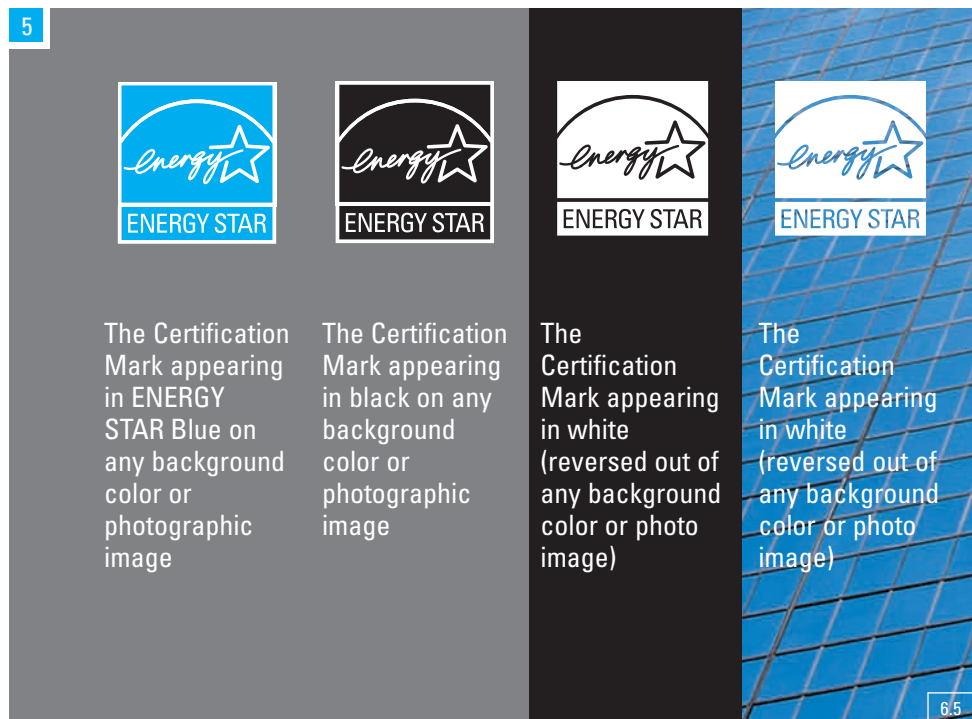 5
energy
ENERGY STAR
energy
ENERGY STAR
energy
ENERGY STAR
energy
ENERGY STAR
The Certification
Mark appearing
in ENERGY
STAR Blue on
any background
color or
photographic
image
The Certification
Mark appearing
in black on any
background
color or
photographic
image
The
Certification
Mark appearing
in white
(reversed out of
any background
color or photo
image)
The
Certification
Mark appearing
in white
(reversed out of
any background
color or photo
image)
6.5